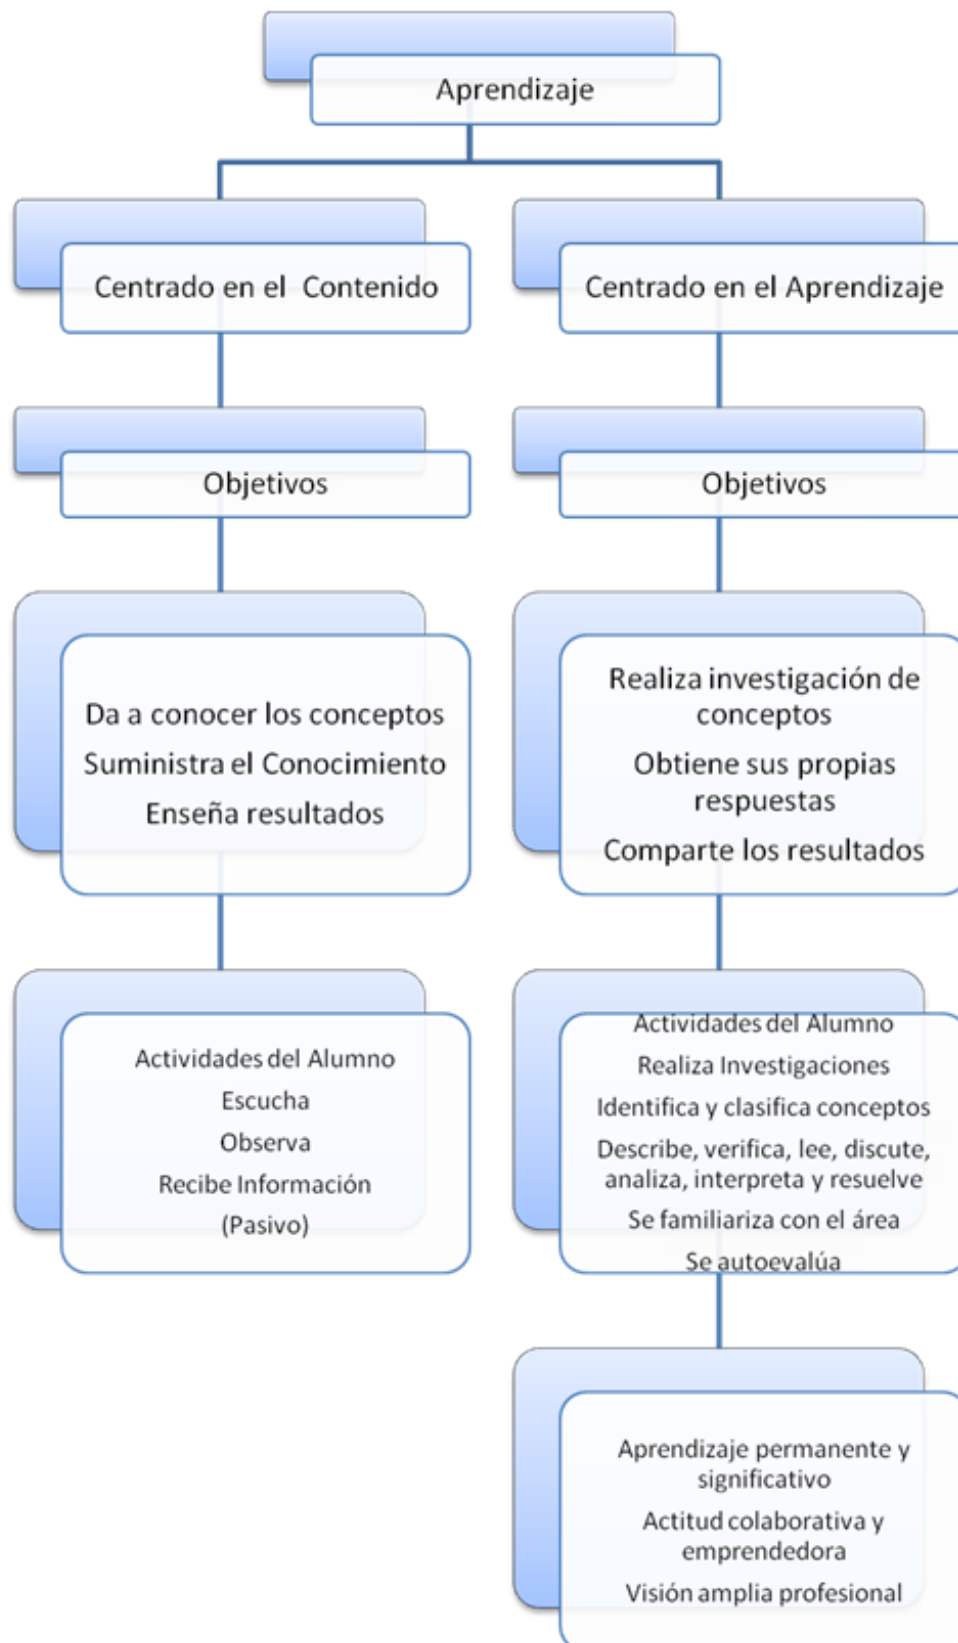 Aprendizaje
Centrado en el Contenido
Objetivos
Da a conocer los conceptos
Suministra el Conocimiento
Enseña resultados
Actividades del Alumno
Escucha
Observa
Recibe Información
(Pasivo)
Centrado en el Aprendizaje
Objetivos
Realiza investigación de
conceptos
Obtiene sus propias
respuestas
Comparte los resultados
Actividades del Alumno
Realiza Investigaciones
Identifica y clasifica conceptos
Describe, verifica, lee, discute,
analiza, interpreta y resuelve
Se familiariza con el área
Se autoevalúa
Aprendizaje permanente y
significativo
Actitud colaborativa y
emprendedora
Visión amplia profesional